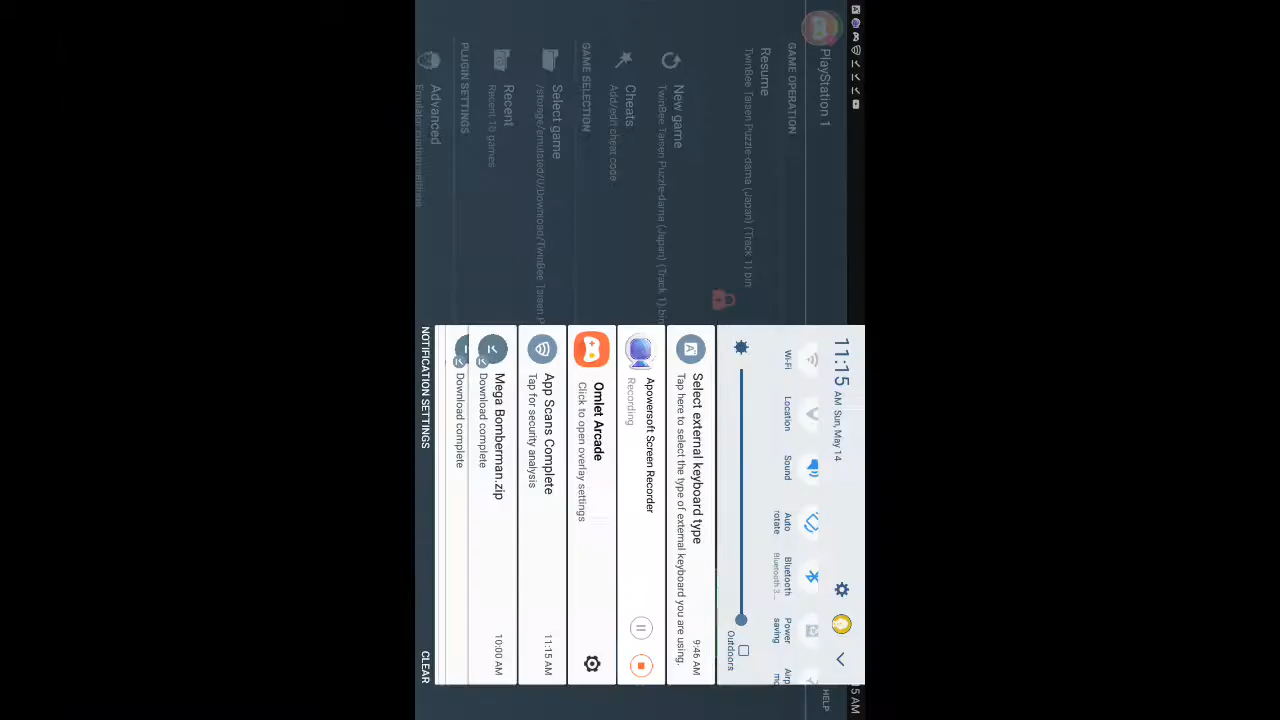 5 AM
PlayStation 1
HELP
GAME OPERATION
Resume
TwinBee Taisen Puzzle-dama (Japan) (Track 1).bin
New game
TwinBee Taisen Puzzle-dama (Japan) (Track 1).bin
Cheats
Add/edit cheat code
GAME SELECTION
Select game
/storage/emulated/0/Download/TwinBee Taisen P
Recent
Recent 10 games
PLUGIN SETTINGS
Advanced
11:15 AM Sun, May 14
Wi-Fi
Location
Sound
Auto
rotate
Bluetooth
Bluetooth 3...
Power
saving
Outdoors
Select external keyboard type
9:46 AM
Tap here to select the type of external keyboard you are using.
Apowersoft Screen Recorder
Recording
Omlet Arcade
Click to open overlay settings
App Scans Complete
11:15 AM
Tap for security analysis
Mega Bomberman.zip
10:00 AM
Download complete
Download complete
NOTIFICATION SETTINGS
CLEAR